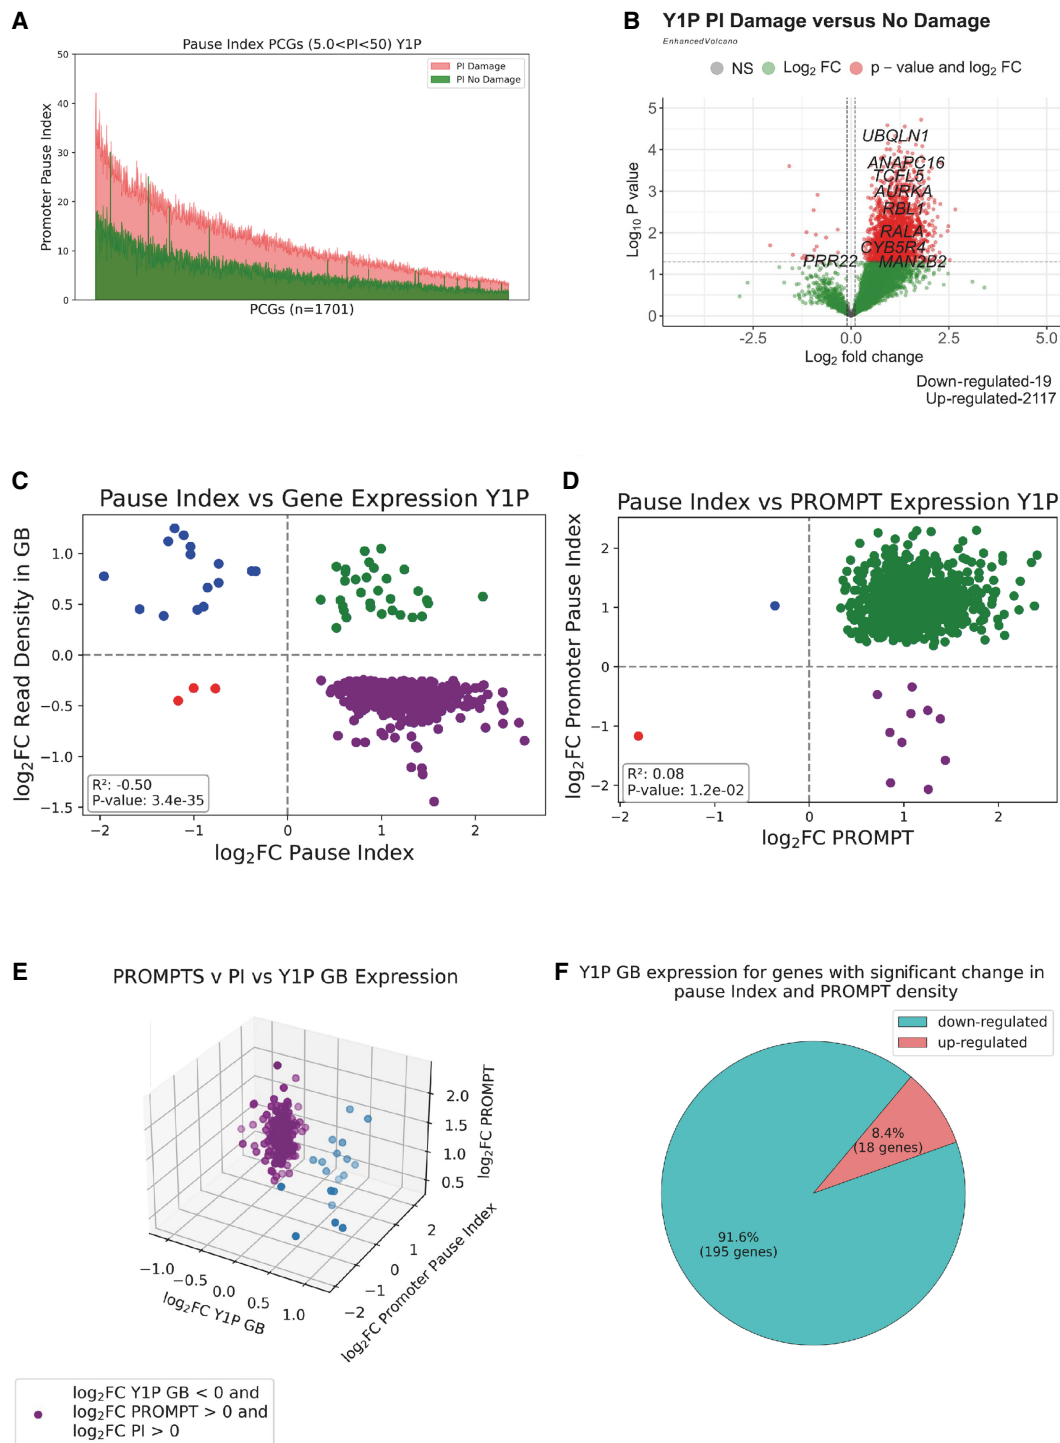 A
Pause Index PCGs (5.0<PI<50) Y1P
50
40
30
20
10
0
Promoter Pause Index
PI Damage
PI No Damage
PCGs (n=1701)
B
Y1P PI Damage versus No Damage
EnhancedVolcano
NS
Log₂ FC
p – value and log₂ FC
5
4
3
2
1
0
Log₁₀ P value
UBQLN1
ANAPC16
TCFL5
AURKA
RBL1
RALA
CYB5R4
PRR22
MAN2B2
-2.5
0.0
2.5
5.0
Log₂ fold change
Down-regulated-19
Up-regulated-2117
C
Pause Index vs Gene Expression Y1P
log₂FC Read Density in GB
1.0
0.5
0.0
−0.5
−1.0
−1.5
R²: -0.50
P-value: 3.4e-35
−2
−1
0
1
2
log₂FC Pause Index
D
Pause Index vs PROMPT Expression Y1P
log₂FC Promoter Pause Index
2
1
0
−1
−2
R²: 0.08
P-value: 1.2e-02
−2
−1
0
1
2
log₂FC PROMPT
E
PROMPTS v PI vs Y1P GB Expression
2.0
1.5
1.0
0.5
log₂FC PROMPT
2
1
0
−1
−2
log₂FC Promoter Pause Index
−1.0
−0.5
0.0
0.5
1.0
log₂FC Y1P GB
log₂FC Y1P GB < 0 and
log₂FC PROMPT > 0 and
log₂FC PI > 0
F
Y1P GB expression for genes with significant change in
pause Index and PROMPT density
down-regulated
up-regulated
8.4%
(18 genes)
91.6%
(195 genes)